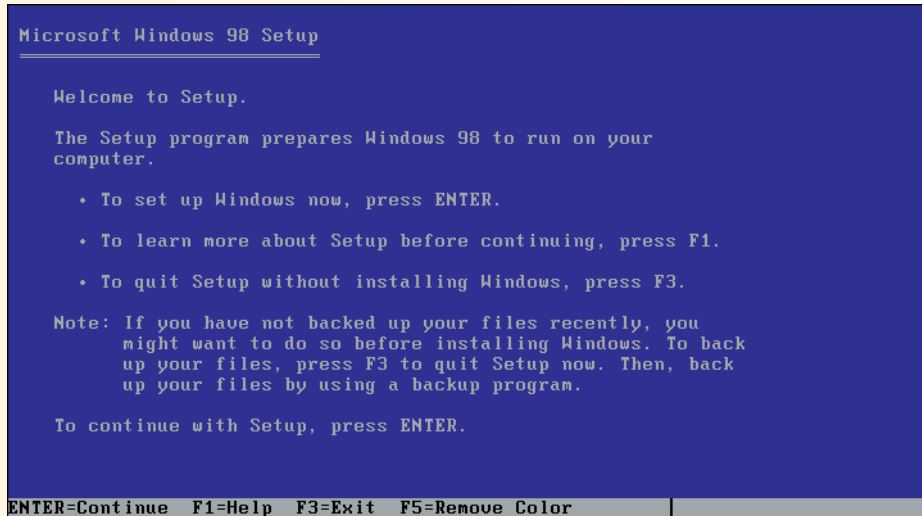 Microsoft Windows 98 Setup
Welcome to Setup.
The Setup program prepares Windows 98 to run on your
computer.
• To set up Windows now, press ENTER.
• To learn more about Setup before continuing, press F1.
• To quit Setup without installing Windows, press F3.
Note: If you have not backed up your files recently, you
might want to do so before installing Windows. To back
up your files, press F3 to quit Setup now. Then, back
up your files by using a backup program.
To continue with Setup, press ENTER.
ENTER=Continue F1=Help F3=Exit F5=Remove Color